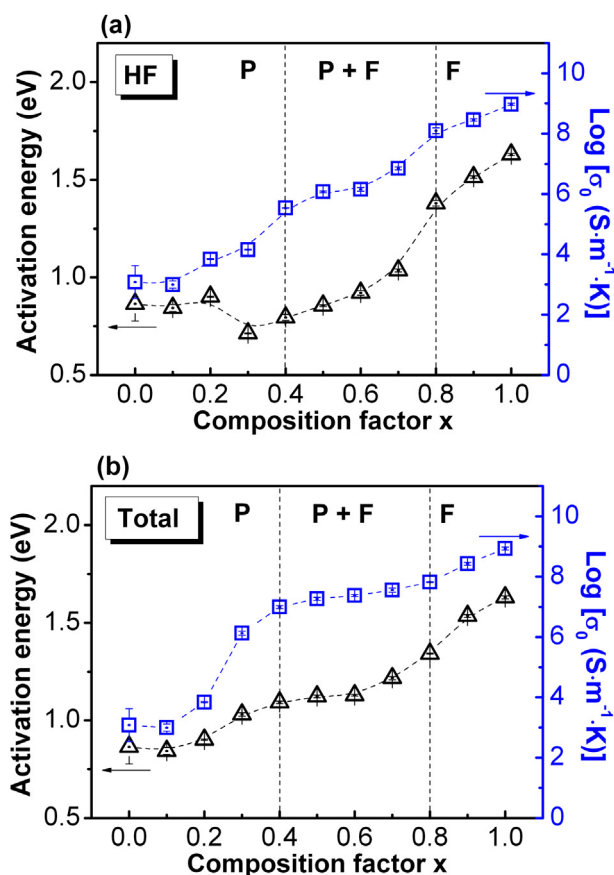 (a)
HF
P
P + F
F
Activation energy (eV)
2.0
1.5
1.0
0.5
10
8
6
4
2
0
Log [σ₀ (S·m⁻¹·K)]
0.0 0.2 0.4 0.6 0.8 1.0
Composition factor x
(b)
Total
P
P + F
F
Activation energy (eV)
2.0
1.5
1.0
0.5
10
8
6
4
2
0
Log [σ₀ (S·m⁻¹·K)]
0.0 0.2 0.4 0.6 0.8 1.0
Composition factor x